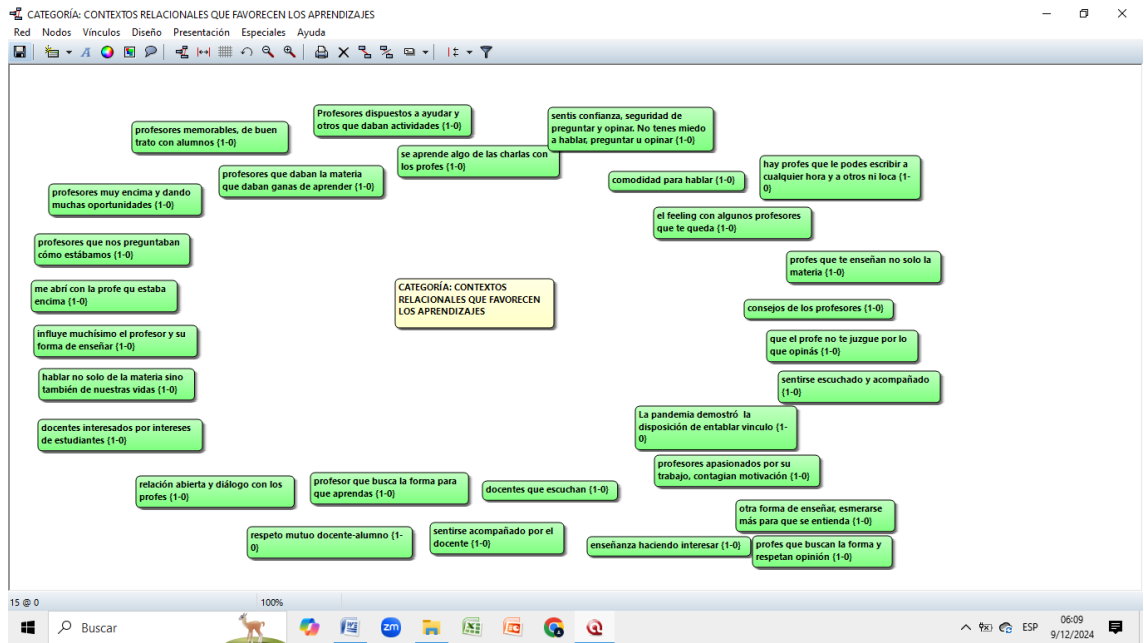 CATEGORÍA: CONTEXTOS RELACIONALES QUE FAVORECEN LOS APRENDIZAJES
Red Nodos Vínculos Diseño Presentación Especiales Ayuda
Profesores dispuestos a ayudar y
otros que daban actividades {1-0}
sentís confianza, seguridad de
preguntar y opinar. No tenes miedo
a hablar, preguntar u opinar {1-0}
profesores memorables, de buen
trato con alumnos {1-0}
se aprende algo de las charlas con
los profes {1-0}
hay profes que le podes escribir a
cualquier hora y a otros ni loca {1-
0}
profesores que daban la materia
que daban ganas de aprender {1-0}
comodidad para hablar {1-0}
profesores muy encima y dando
muchas oportunidades {1-0}
el feeling con algunos profesores
que te queda {1-0}
profesores que nos preguntaban
cómo estábamos {1-0}
profes que te enseñan no solo la
materia {1-0}
me abrí con la profe qu estaba
encima {1-0}
CATEGORÍA: CONTEXTOS
RELACIONALES QUE FAVORECEN
LOS APRENDIZAJES
consejos de los profesores {1-0}
influye muchísimo el profesor y su
forma de enseñar {1-0}
que el profe no te juzgue por lo
que opinás {1-0}
hablar no solo de la materia sino
también de nuestras vidas {1-0}
sentirse escuchado y acompañado
{1-0}
docentes interesados por intereses
de estudiantes {1-0}
La pandemia demostró la
disposición de entablar vinculo {1-
0}
profesores apasionados por su
trabajo, contagian motivación {1-0}
relación abierta y diálogo con los
profes {1-0}
profesor que busca la forma para
que aprendas {1-0}
docentes que escuchan {1-0}
otra forma de enseñar, esmerarse
más para que se entienda {1-0}
respeto mutuo docente-alumno {1-
0}
sentirse acompañado por el
docente {1-0}
enseñanza haciendo interesar {1-0}
profes que buscan la forma y
respetan opinión {1-0}
15 @ 0
100%
Buscar
zm
ESP
06:09
9/12/2024